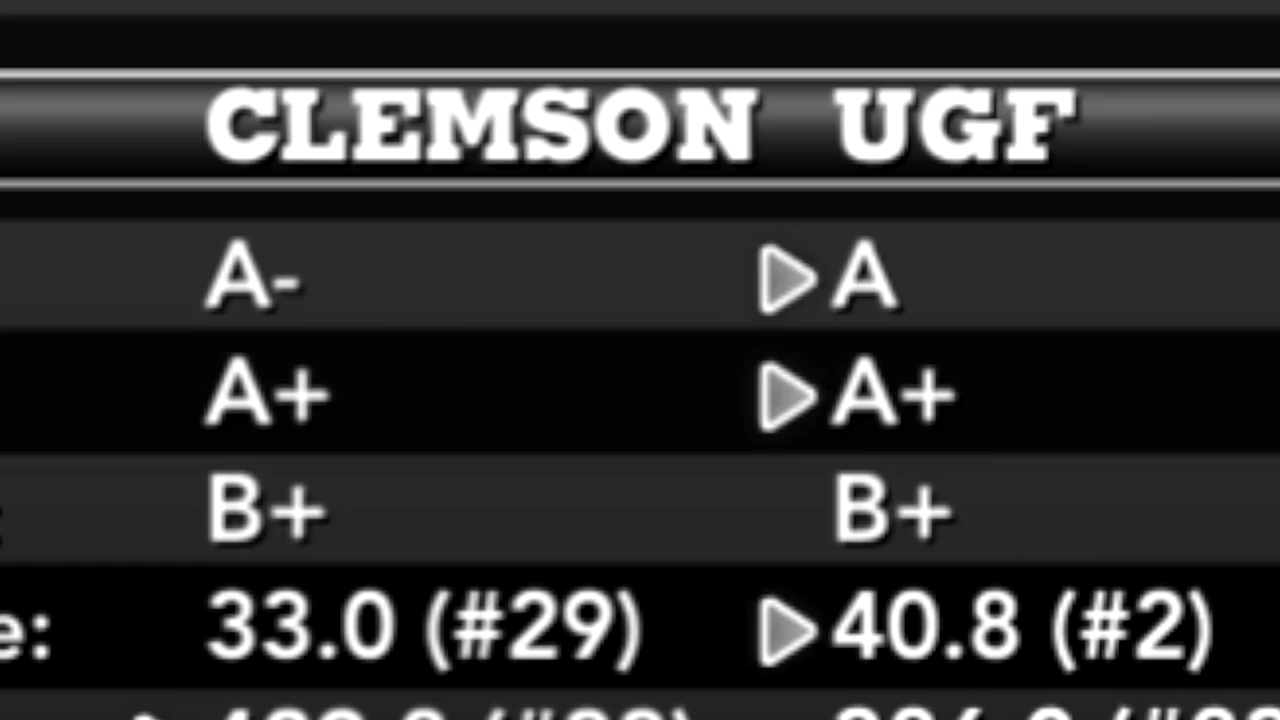 CLEMSON UGF
A- A
A+ A+
B+ B+
e: 33.0 (#29) 40.8 (#2)